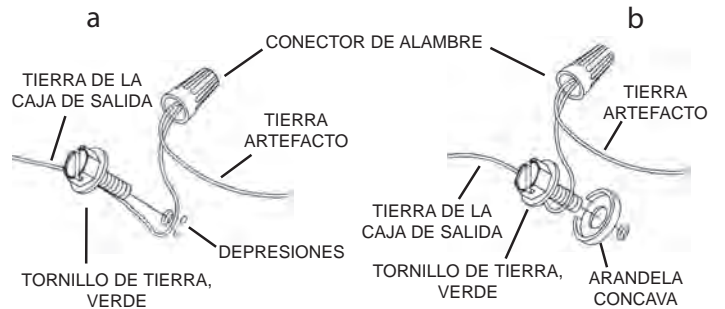 a
b
CONECTOR DE ALAMBRE
TIERRA DE LA
CAJA DE SALIDA
TIERRA
ARTEFACTO
DEPRESIONES
TORNILLO DE TIERRA,
VERDE
TIERRA
ARTEFACTO
TIERRA DE LA
CAJA DE SALIDA
TORNILLO DE TIERRA,
VERDE
ARANDELA
CONCAVA